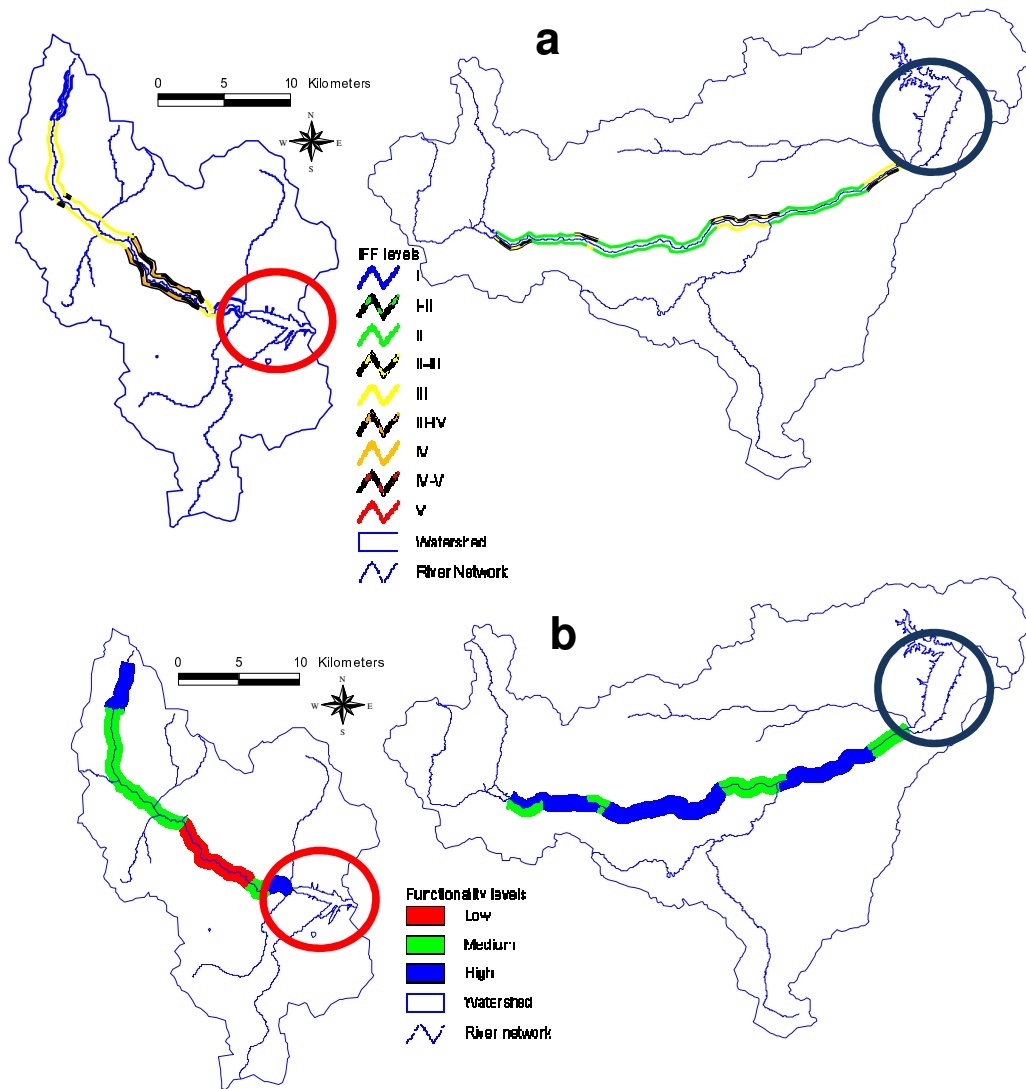 a
0 5 10 Kilometers
N
W E
S
IFF levels
I
I-II
II
II-III
III
III-IV
IV
IV-V
V
Watershed
River Network
b
0 5 10 Kilometers
N
W E
S
Functionality levels
Low
Medium
High
Watershed
River network